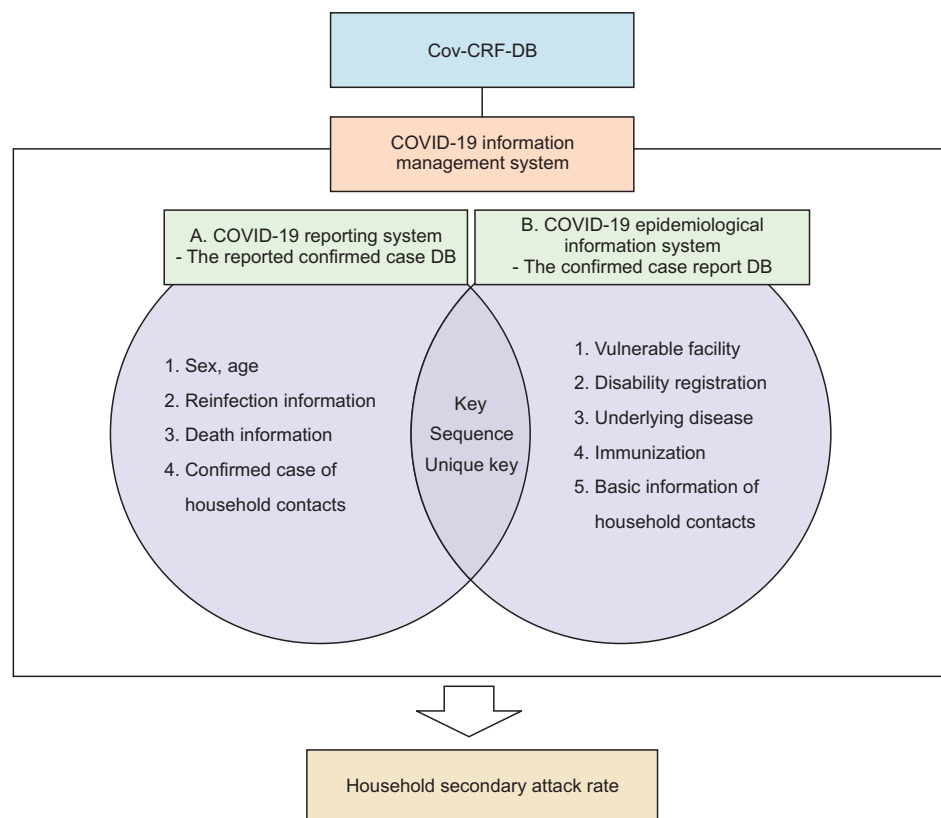 Cov-CRF-DB
COVID-19 information
management system
A. COVID-19 reporting system
- The reported confirmed case DB
B. COVID-19 epidemiological
information system
- The confirmed case report DB
1. Sex, age
2. Reinfection information
3. Death information
4. Confirmed case of
household contacts
Key
Sequence
Unique key
1. Vulnerable facility
2. Disability registration
3. Underlying disease
4. Immunization
5. Basic information of
household contacts
Household secondary attack rate